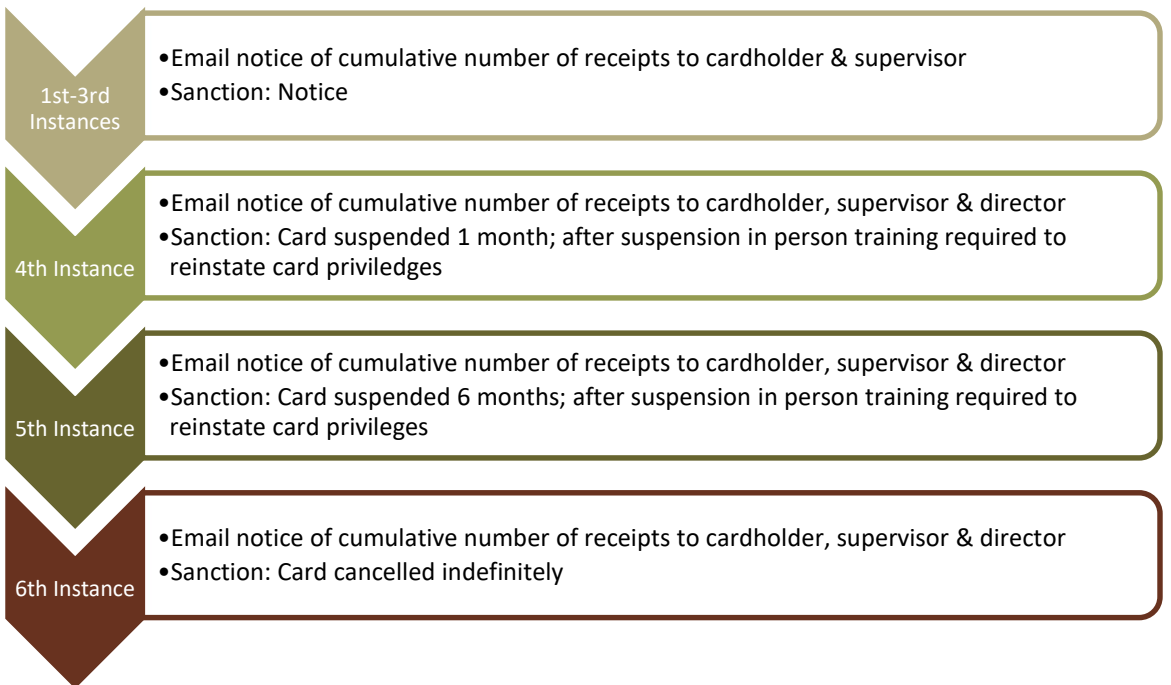 1st-3rd
Instances
•Email notice of cumulative number of receipts to cardholder & supervisor
•Sanction: Notice
4th Instance
•Email notice of cumulative number of receipts to cardholder, supervisor & director
•Sanction: Card suspended 1 month; after suspension in person training required to
reinstate card priviledges
5th Instance
•Email notice of cumulative number of receipts to cardholder, supervisor & director
•Sanction: Card suspended 6 months; after suspension in person training required to
reinstate card privileges
6th Instance
•Email notice of cumulative number of receipts to cardholder, supervisor & director
•Sanction: Card cancelled indefinitely